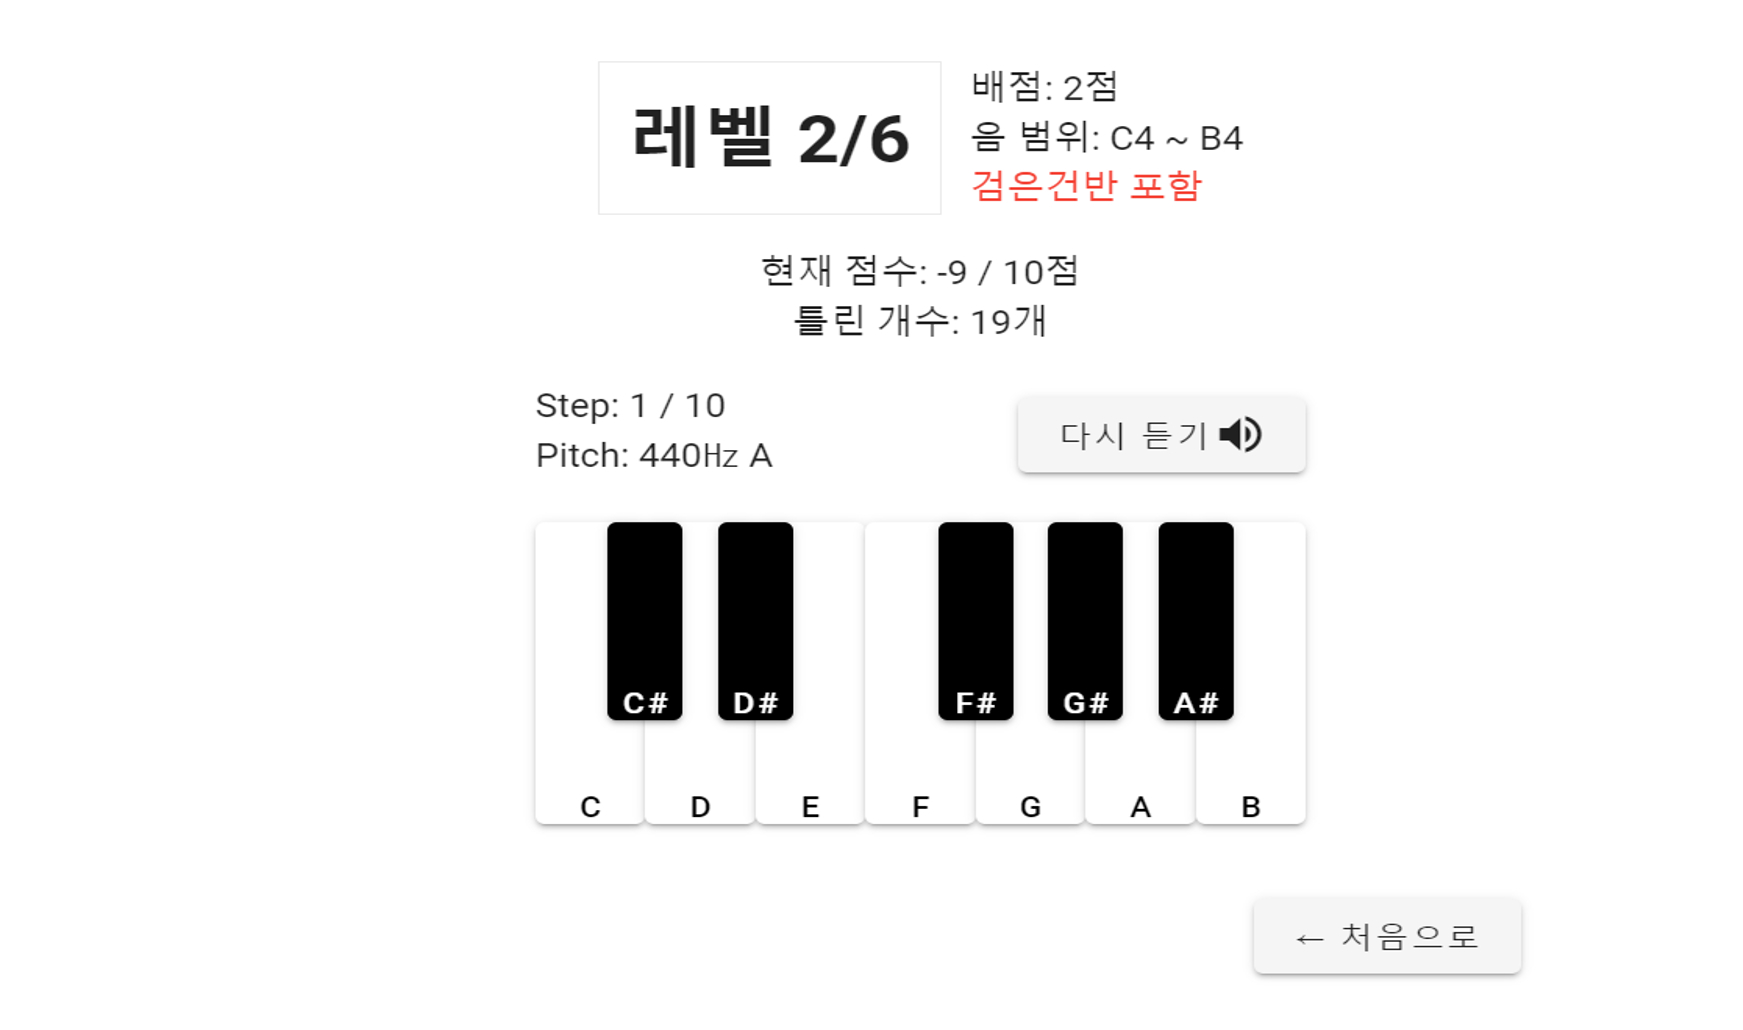 레벨 2/6
배점: 2점
음 범위: C4 ~ B4
검은건반 포함
현재 점수: -9 / 10점
틀린 개수: 19개
Step: 1 / 10
Pitch: 440Hz A
다시 듣기
C# D# F# G# A#
C D E F G A B
← 처음으로